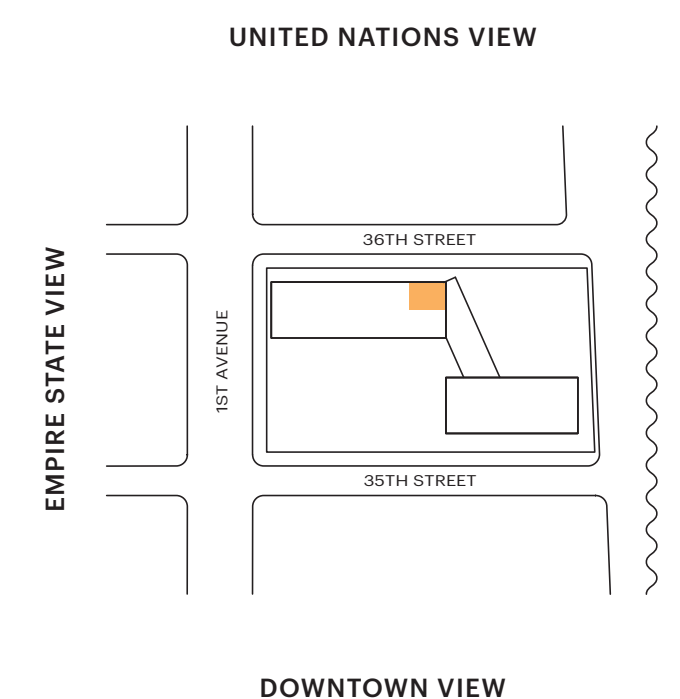 UNITED NATIONS VIEW
36TH STREET
EMPIRE STATE VIEW
1ST AVENUE
35TH STREET
DOWNTOWN VIEW